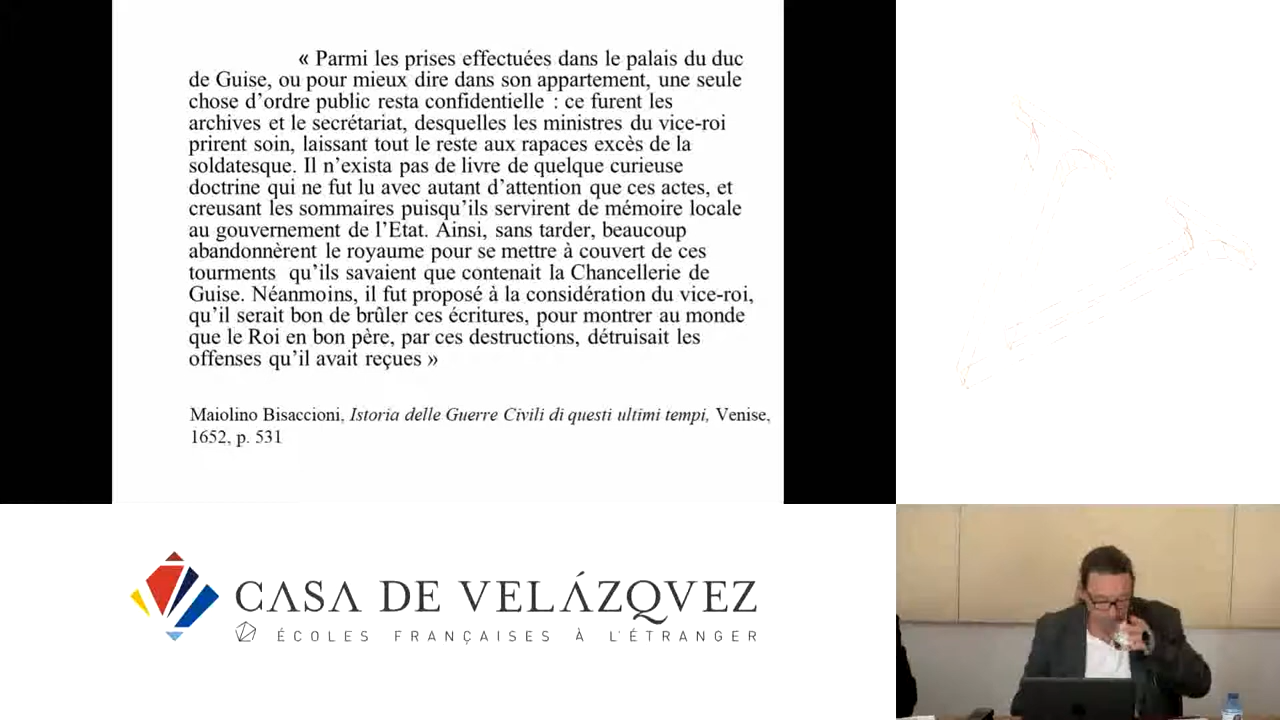 « Parmi les prises effectuées dans le palais du duc
de Guise, ou pour mieux dire dans son appartement, une seule
chose d’ordre public resta confidentielle : ce furent les
archives et le secrétariat, desquelles les ministres du vice-roi
prirent soin, laissant tout le reste aux rapaces excès de la
soldatesque. Il n’exista pas de livre de quelque curieuse
doctrine qui ne fut lu avec autant d’attention que ces actes, et
creusant les sommaires puisqu’ils servirent de mémoire locale
au gouvernement de l’Etat. Ainsi, sans tarder, beaucoup
abandonnèrent le royaume pour se mettre à couvert de ces
tourments qu’ils savaient que contenait la Chancellerie de
Guise. Néanmoins, il fut proposé à la considération du vice-roi,
qu’il serait bon de brûler ces écritures, pour montrer au monde
que le Roi en bon père, par ces destructions, détruisait les
offenses qu’il avait reçues »
Maiolino Bisaccioni, Istoria delle Guerre Civili di questi ultimi tempi, Venise,
1652, p. 531
CASA DE VELÁZQVEZ
ÉCOLES FRANÇAISES À L'ÉTRANGER